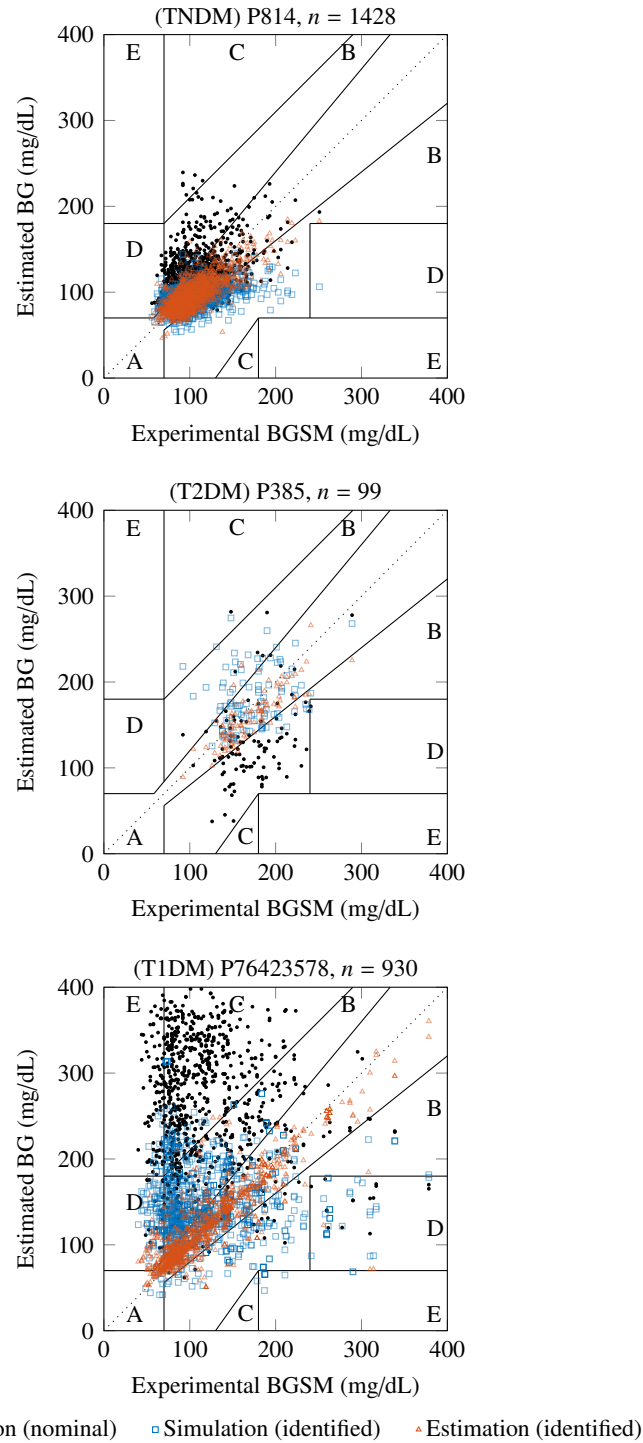 (TNDM) P814, n = 1428
400
E
C
B
300
B
200
D
D
100
A
C
E
0
0
100
200
300
400
Estimated BG (mg/dL)
Experimental BGSM (mg/dL)
(T2DM) P385, n = 99
400
E
C
B
300
B
200
D
D
100
A
C
E
0
0
100
200
300
400
Estimated BG (mg/dL)
Experimental BGSM (mg/dL)
(T1DM) P76423578, n = 930
400
E
C
B
300
B
200
D
D
100
A
C
E
0
0
100
200
300
400
Estimated BG (mg/dL)
Experimental BGSM (mg/dL)
on (nominal)
Simulation (identified)
Estimation (identified)